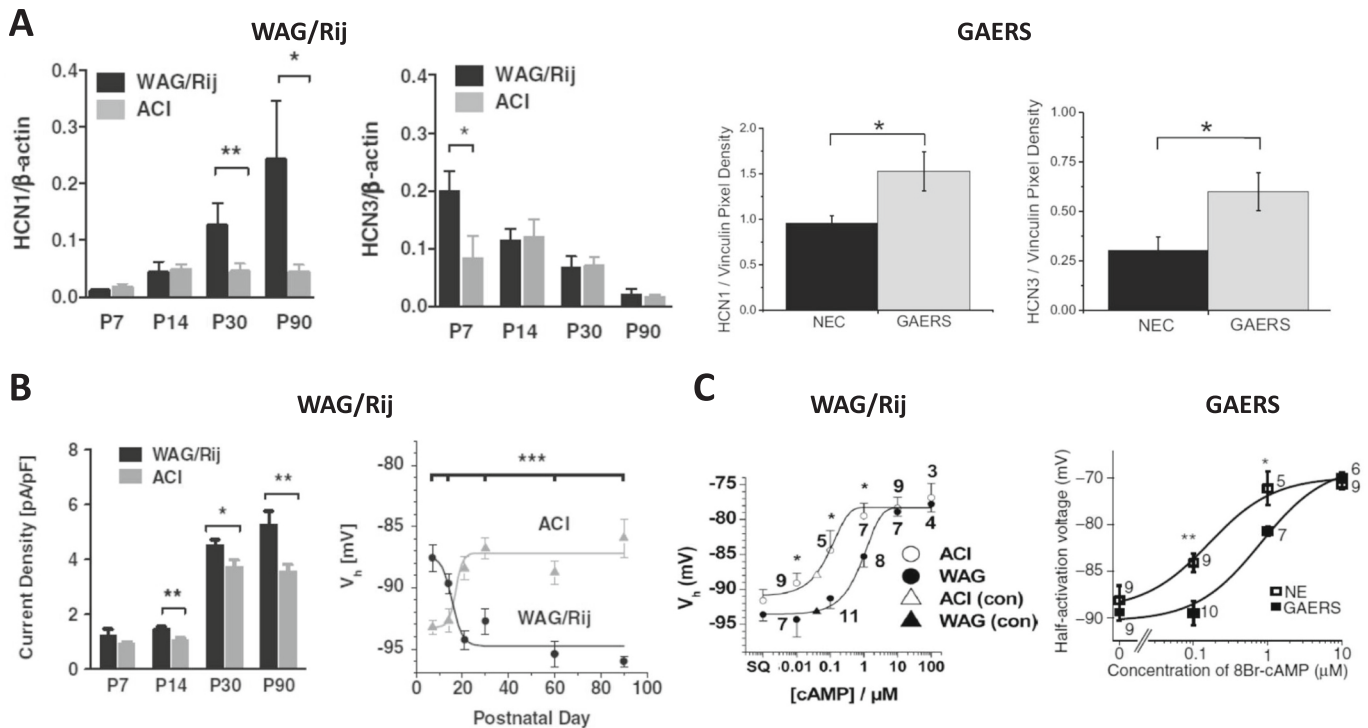 A
WAG/Rij
GAERS
HCN1/β-actin
0.4
0.3
0.2
0.1
0.0
WAG/Rij
ACI
*
**
P7 P14 P30 P90
HCN3/β-actin
0.4
0.3
0.2
0.1
0.0
WAG/Rij
ACI
*
P7 P14 P30 P90
HCN1 / Vinculin Pixel Density
2.0
1.5
1.0
0.5
0.0
*
NEC GAERS
HCN3 / Vinculin Pixel Density
1.00
0.75
0.50
0.25
0.00
*
NEC GAERS
B
WAG/Rij
Current Density [pA/pF]
8
6
4
2
0
WAG/Rij
ACI
**
*
**
P7 P14 P30 P90
Vh [mV]
-80
-85
-90
-95
***
ACI
WAG/Rij
0 20 40 60 80 100
Postnatal Day
C
WAG/Rij
GAERS
Vh (mV)
-75
-80
-85
-90
-95
9
*
5
*
7
9
3
7
11
8
7
4
ACI
WAG
ACI (con)
WAG (con)
SQ 0.01 0.1 1 10 100
[cAMP] / µM
Half-activation voltage (mV)
−70
−80
−85
−90
9
9
**
9
10
*
5
7
6
9
NE
GAERS
0 0.1 1 10
Concentration of 8Br-cAMP (µM)